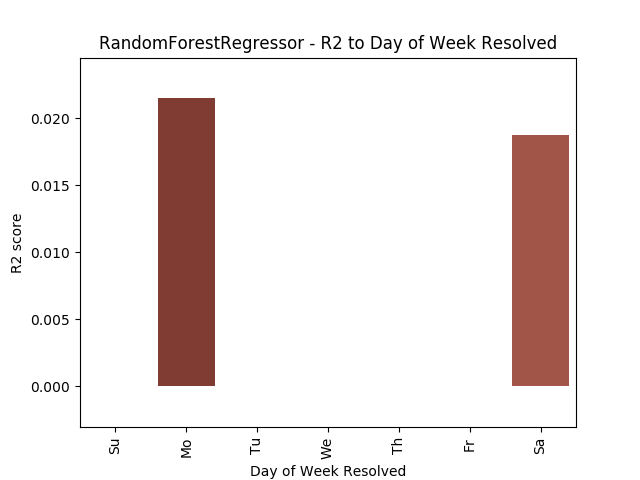 RandomForestRegressor - R2 to Day of Week Resolved
0.020
0.015
0.010
0.005
0.000
R2 score
Su
Mo
Tu
We
Th
Fr
Sa
Day of Week Resolved